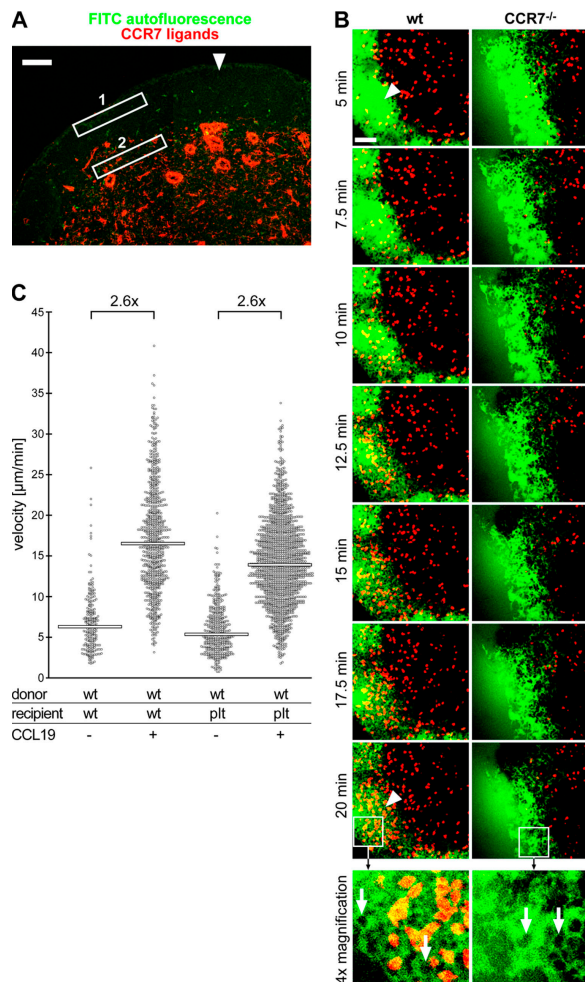 A
FITC autofluorescence
CCR7 ligands
1
2
B
wt CCR7-/-
5 min
7.5 min
10 min
12.5 min
15 min
17.5 min
20 min
4x magnification
C
2.6x 2.6x
45
40
35
30
25
20
15
10
5
0
velocity [µm/min]
donor wt wt wt wt
recipient wt wt plt plt
CCL19 - + - +